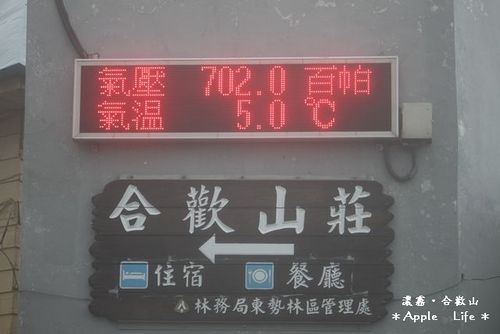 氣壓 702.0 百帕
氣溫 5.0 ℃
合歡山莊
住宿 餐廳
林務局東勢林區管理處
濃霧·合歡山
*Apple Life*